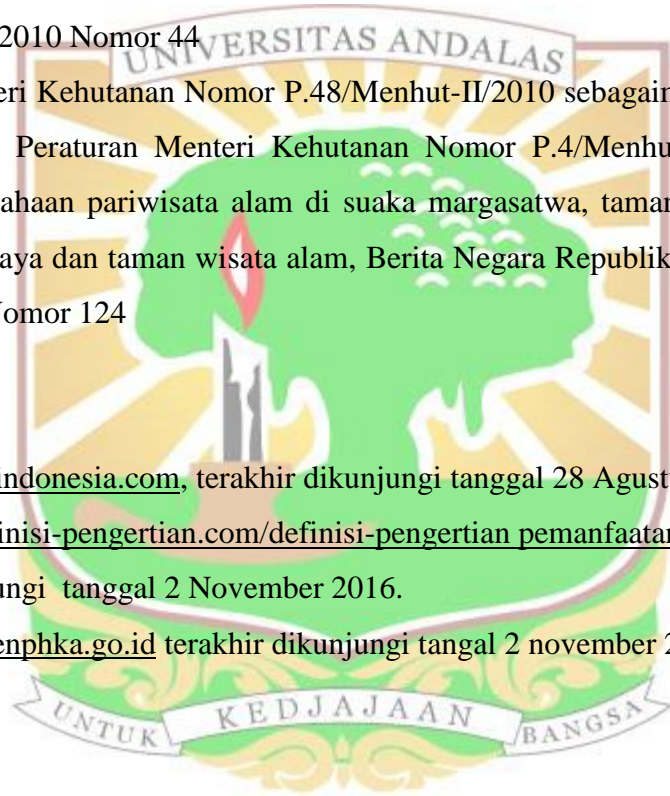 2010 Nomor 44
UNIVERSITAS ANDALAS
eri Kehutanan Nomor P.48/Menhut-II/2010 sebagain
Peraturan Menteri Kehutanan Nomor P.4/Menhu
ahaan pariwisata alam di suaka margasatwa, taman
aya dan taman wisata alam, Berita Negara Republik
Nomor 124
indonesia.com, terakhir dikunjungi tanggal 28 Agust
inisi-pengertian.com/definisi-pengertian pemanfaatan
ungi tanggal 2 November 2016.
enphka.go.id terakhir dikunjungi tangal 2 november 2
UNTUK KEDJAJAAN BANGSA